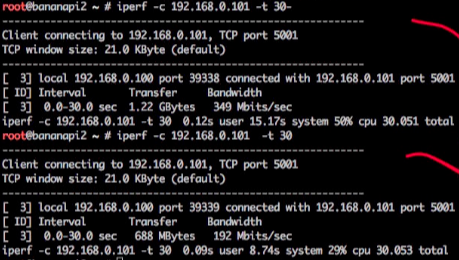 root@bananapi2 ~ # iperf -c 192.168.0.101 -t 30-
------------------------------------------------------------
Client connecting to 192.168.0.101, TCP port 5001
TCP window size: 21.0 KByte (default)
------------------------------------------------------------
[  3] local 192.168.0.100 port 39338 connected with 192.168.0.101 port 5001
[ ID] Interval       Transfer     Bandwidth
[  3]  0.0-30.0 sec  1.22 GBytes   349 Mbits/sec
iperf -c 192.168.0.101 -t 30  0.12s user 15.17s system 50% cpu 30.051 total
root@bananapi2 ~ # iperf -c 192.168.0.101  -t 30
------------------------------------------------------------
Client connecting to 192.168.0.101, TCP port 5001
TCP window size: 21.0 KByte (default)
------------------------------------------------------------
[  3] local 192.168.0.100 port 39339 connected with 192.168.0.101 port 5001
[ ID] Interval       Transfer     Bandwidth
[  3]  0.0-30.0 sec   688 MBytes   192 Mbits/sec
iperf -c 192.168.0.101 -t 30  0.09s user 8.74s system 29% cpu 30.053 total